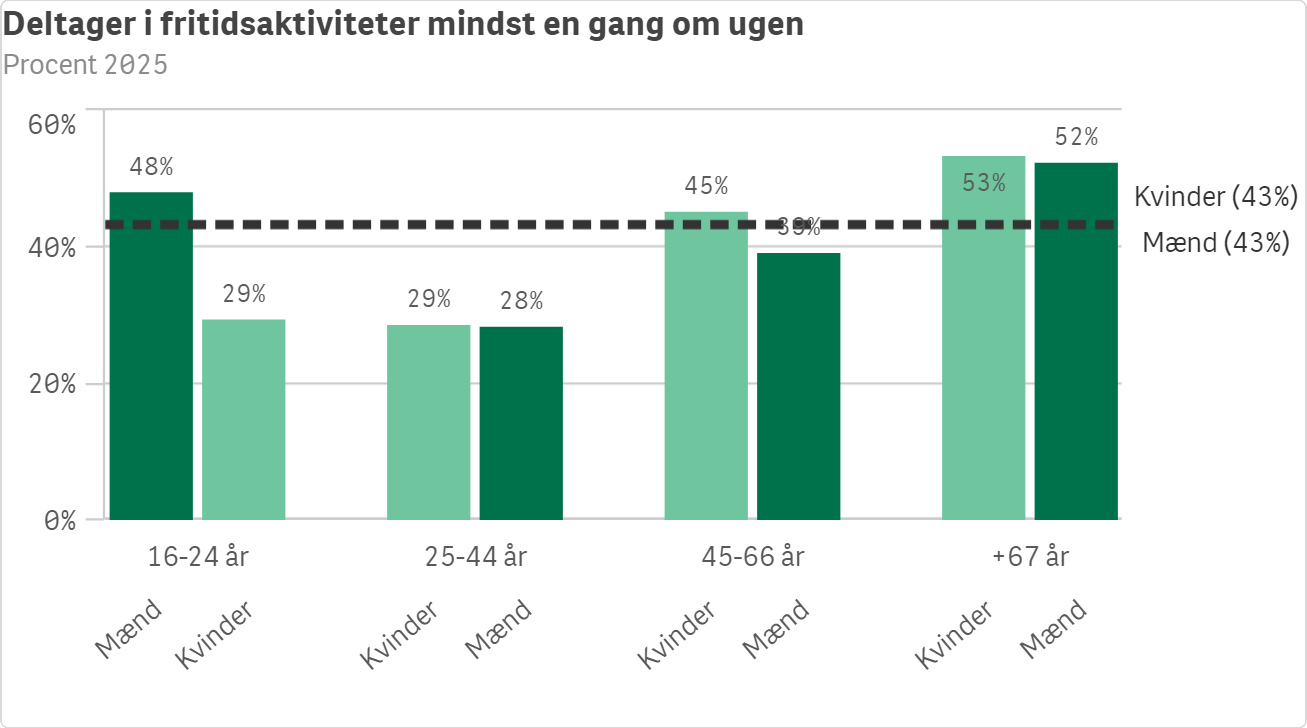 Deltager i fritidsaktiviteter mindst en gang om ugen
Procent 2025
60%
40%
20%
0%
48%
29%
29%
28%
45%
39%
53%
52%
Kvinder (43%)
Mænd (43%)
16-24 år
25-44 år
45-66 år
+67 år
Mænd
Kvinder
Kvinder
Mænd
Kvinder
Mænd
Kvinder
Mænd